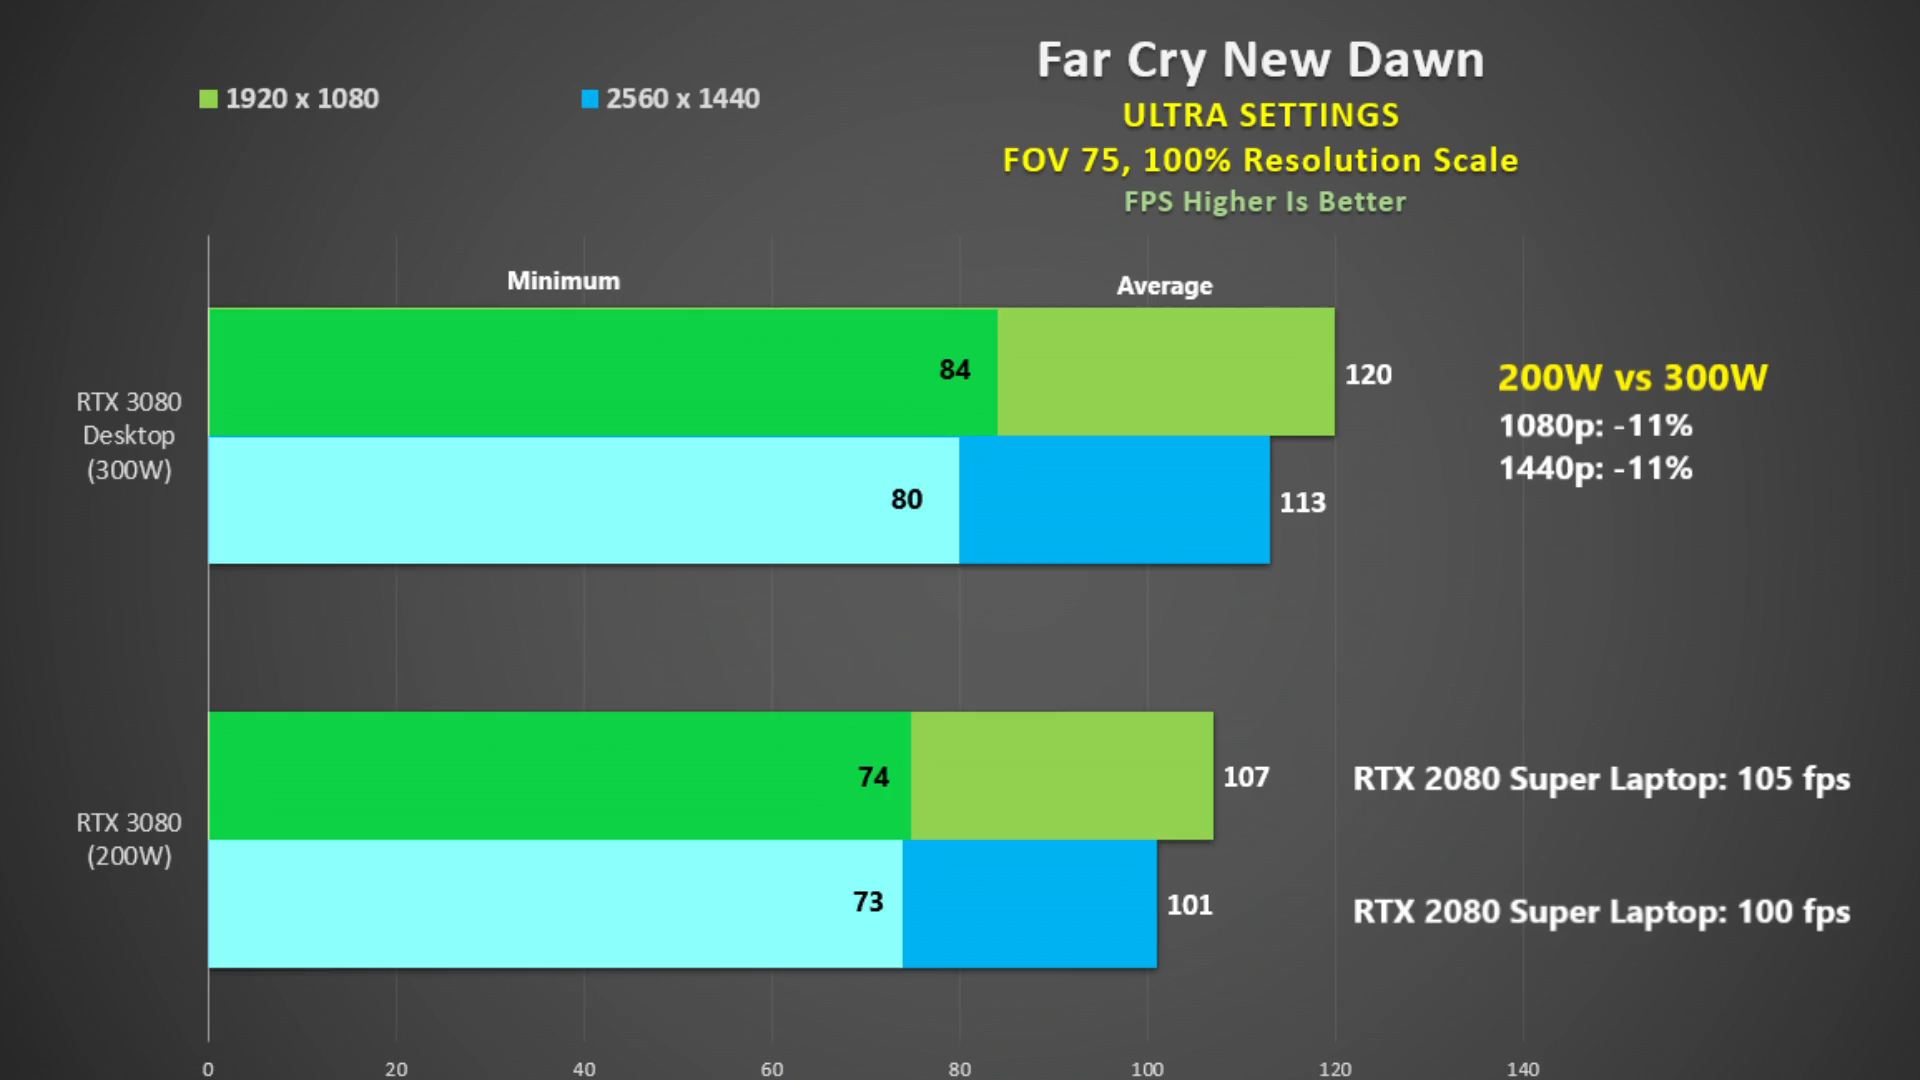 Far Cry New Dawn
ULTRA SETTINGS
FOV 75, 100% Resolution Scale
FPS Higher Is Better
1920 x 1080
2560 x 1440
Minimum
Average
RTX 3080
Desktop
(300W)
84
120
80
113
200W vs 300W
1080p: -11%
1440p: -11%
RTX 3080
(200W)
74
107
RTX 2080 Super Laptop: 105 fps
73
101
RTX 2080 Super Laptop: 100 fps
0 20 40 60 80 100 120 140